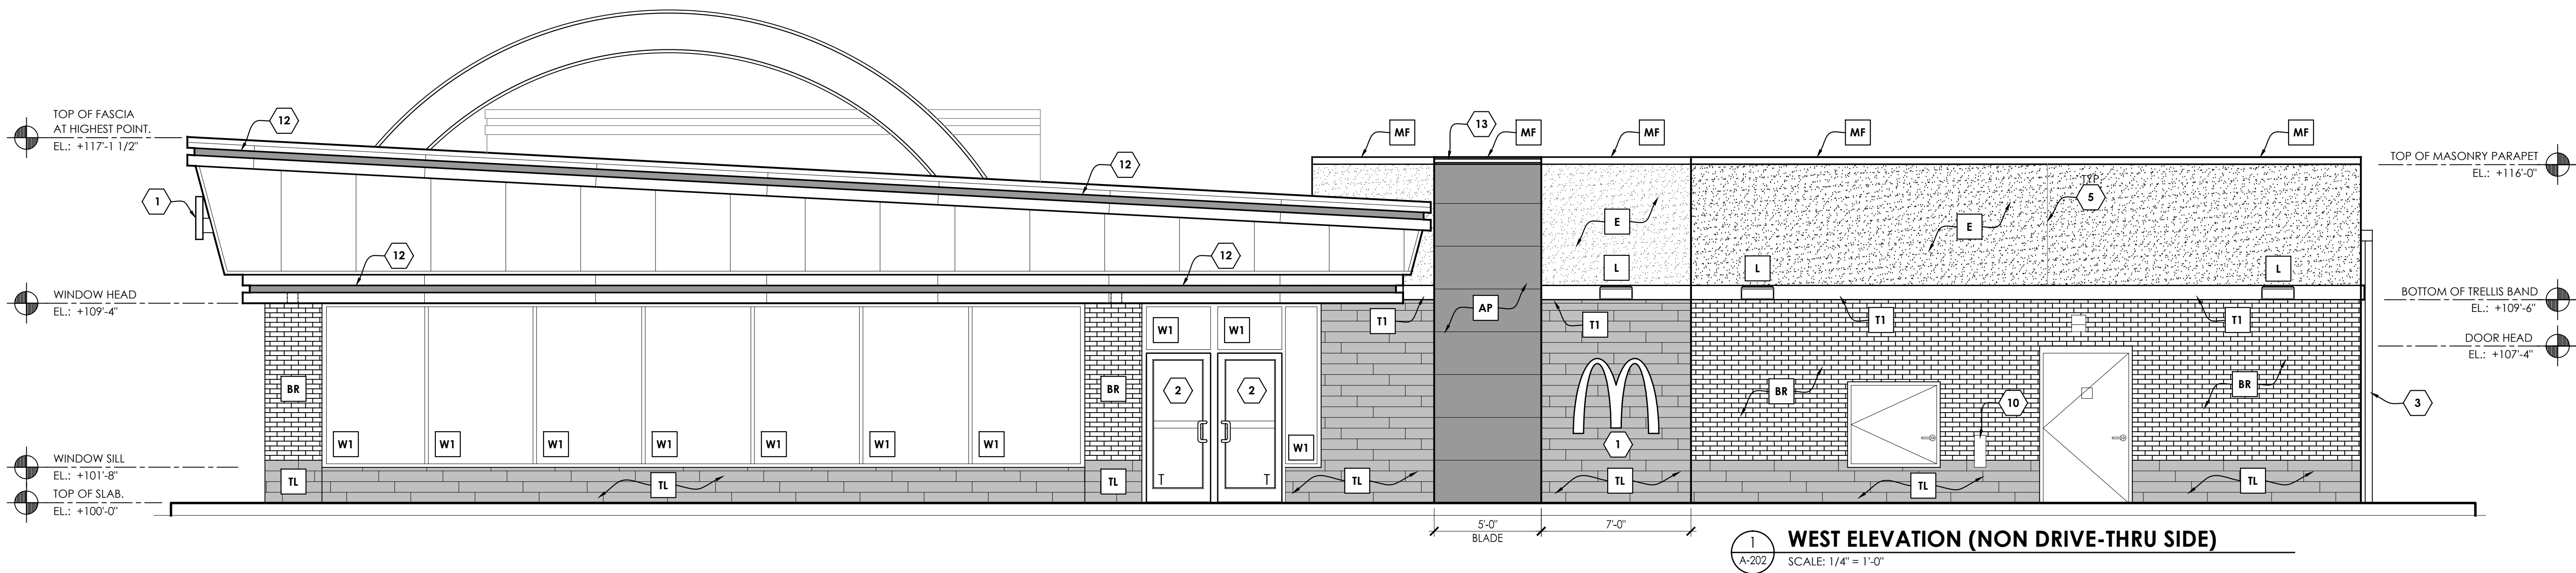 TOP OF FASCIA
AT HIGHEST POINT.
EL.: +117'-1 1/2"
12
12
1
12
12
MF
13
MF
MF
MF
MF
TOP OF MASONRY PARAPET
EL.: +116'-0"
TYP.
5
E
E
L
L
L
WINDOW HEAD
EL.: +109'-4"
BOTTOM OF TRELLIS BAND
EL.: +109'-6"
AP
T1
T1
T1
T1
W1
W1
DOOR HEAD
EL.: +107'-4"
BR
BR
2
2
BR
BR
10
3
W1
W1
W1
W1
W1
W1
W1
W1
1
WINDOW SILL
EL.: +101'-8"
TL
TL
TL
T
T
TL
TL
TL
TL
TOP OF SLAB.
EL.: +100'-0"
5'-0"
BLADE
7'-0"
1
A-202
WEST ELEVATION (NON DRIVE-THRU SIDE)
SCALE: 1/4" = 1'-0"